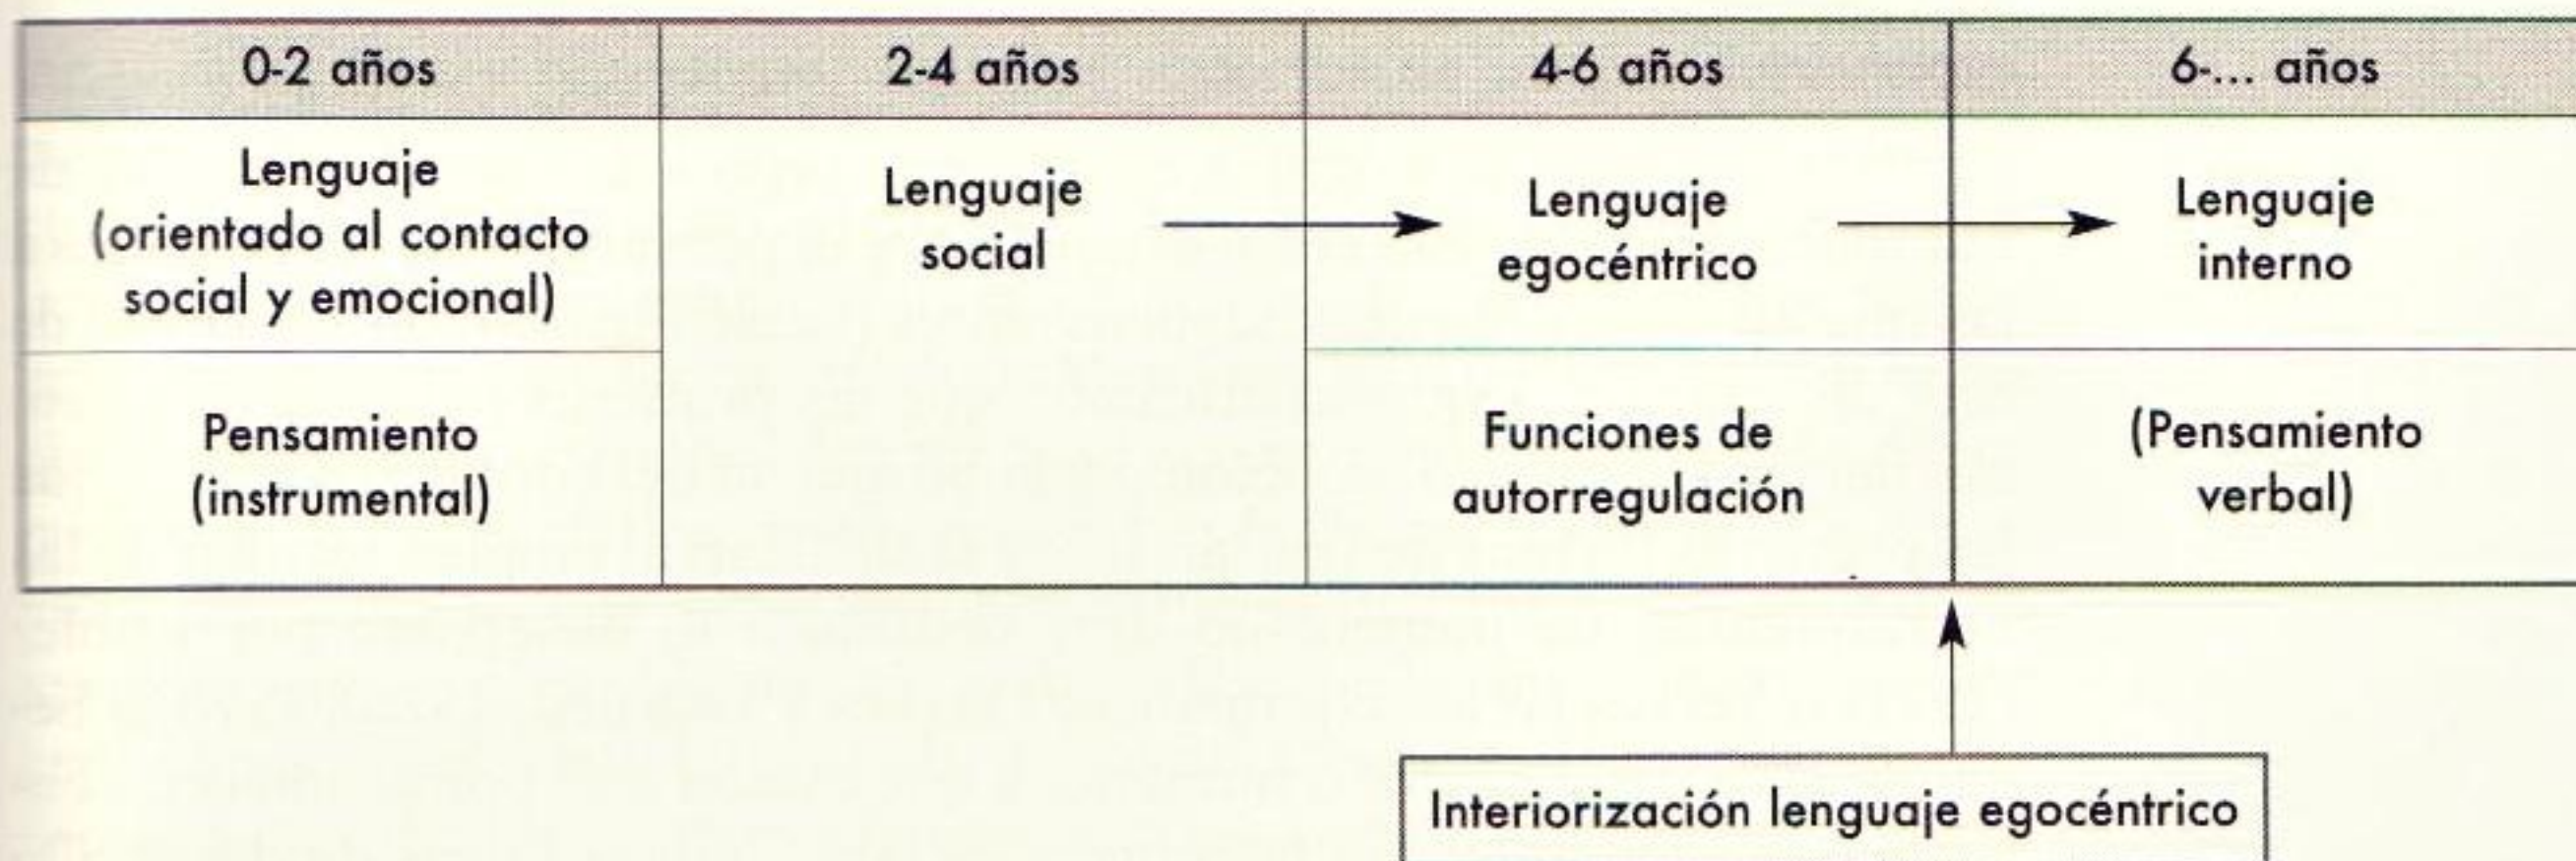 0-2 años
2-4 años
4-6 años
6-... años
Lenguaje
(orientado al contacto
social y emocional)
Lenguaje
social
Lenguaje
egocéntrico
Lenguaje
interno
Pensamiento
(instrumental)
Funciones de
autorregulación
(Pensamiento
verbal)
Interiorización lenguaje egocéntrico